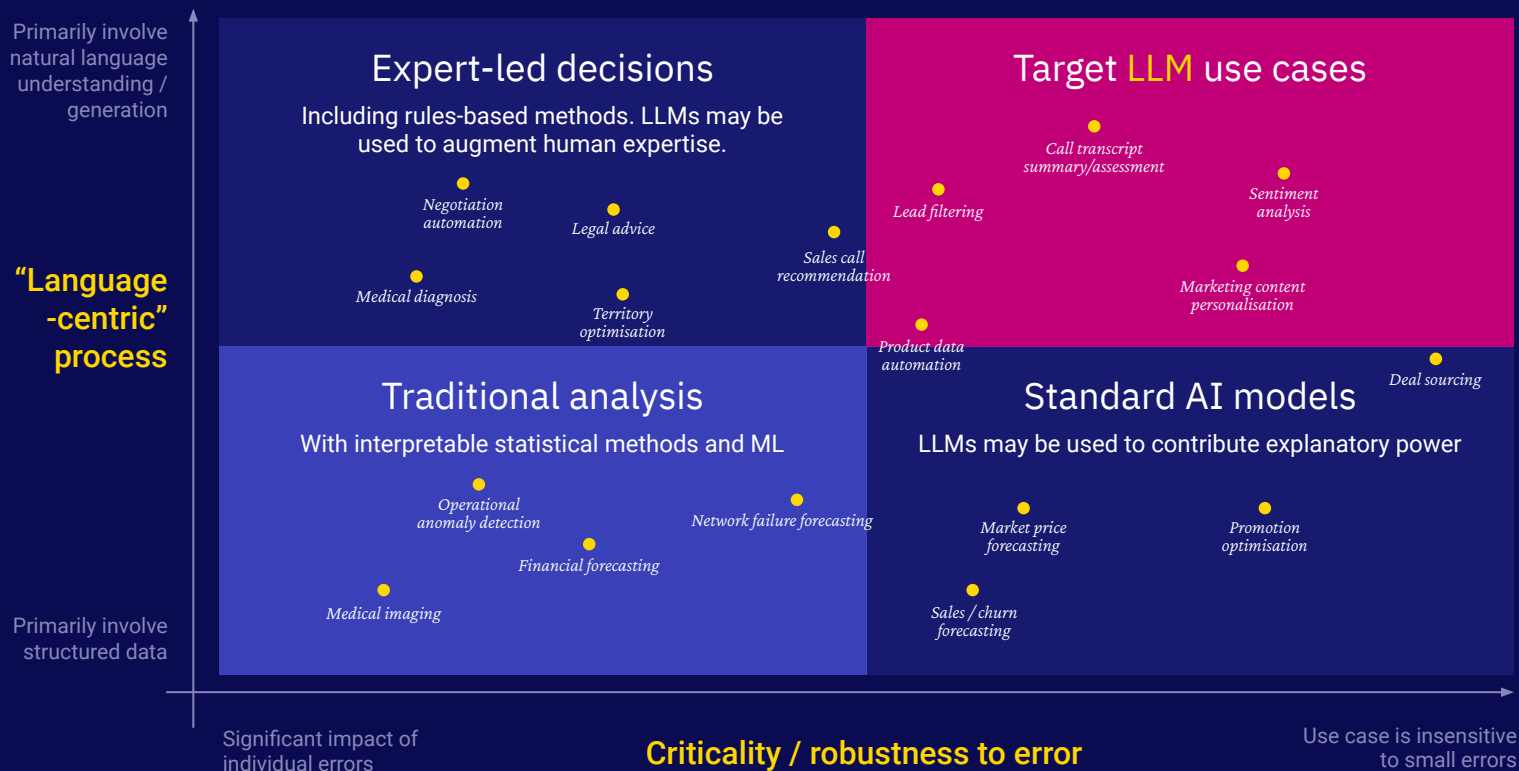 Primarily involve
natural language
understanding /
generation
“Language
-centric”
process
Primarily involve
structured data
Expert-led decisions
Including rules-based methods. LLMs may be
used to augment human expertise.
Negotiation
automation
Legal advice
Sales call
recommendation
Medical diagnosis
Territory
optimisation
Target LLM use cases
Call transcript
summary/assessment
Lead filtering
Sentiment
analysis
Marketing content
personalisation
Product data
automation
Traditional analysis
With interpretable statistical methods and ML
Operational
anomaly detection
Network failure forecasting
Financial forecasting
Medical imaging
Deal sourcing
Standard AI models
LLMs may be used to contribute explanatory power
Market price
forecasting
Promotion
optimisation
Sales / churn
forecasting
Significant impact of
individual errors
Criticality / robustness to error
Use case is insensitive
to small errors